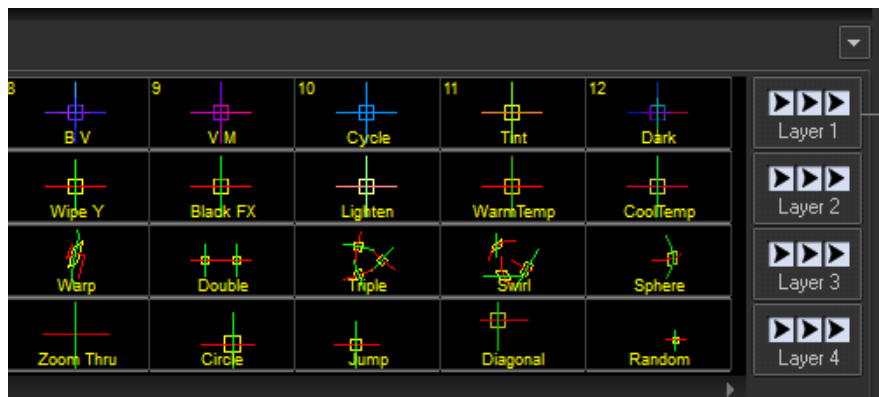 8 9 10 11 12
B V V M Cycle Tint Dark Layer 1
Wipe Y Black FX Lighten WarmTemp CoolTemp Layer 2
Warp Double Triple Swirl Sphere Layer 3
Zoom Thru Circle Jump Diagonal Random Layer 4